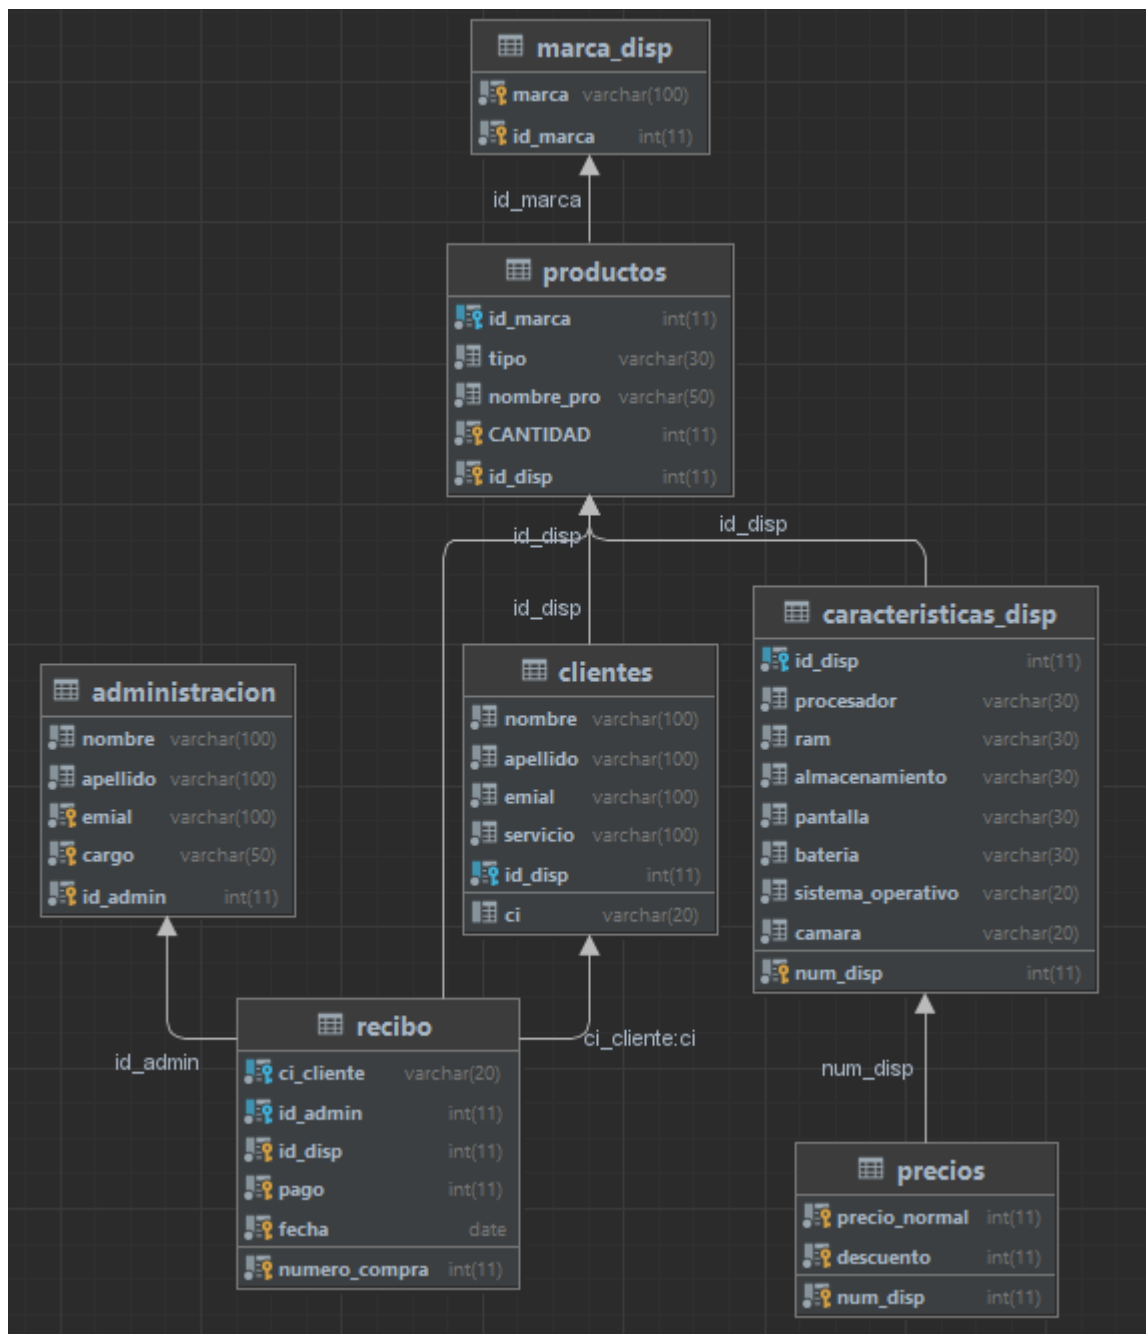 marca_disp
marca varchar(100)
id_marca int(11)
id_marca
productos
id_marca int(11)
tipo varchar(30)
nombre_pro varchar(50)
CANTIDAD int(11)
id_disp int(11)
id_disp
id_disp
id_disp
administracion
nombre varchar(100)
apellido varchar(100)
emial varchar(100)
cargo varchar(50)
id_admin int(11)
clientes
nombre varchar(100)
apellido varchar(100)
emial varchar(100)
servicio varchar(100)
id_disp int(11)
ci varchar(20)
caracteristicas_disp
id_disp int(11)
procesador varchar(30)
ram varchar(30)
almacenamiento varchar(30)
pantalla varchar(30)
bateria varchar(30)
sistema_operativo varchar(20)
camara varchar(20)
num_disp int(11)
id_admin
ci_cliente:ci
num_disp
recibo
ci_cliente varchar(20)
id_admin int(11)
id_disp int(11)
pago int(11)
fecha date
numero_compra int(11)
precios
precio_normal int(11)
descuento int(11)
num_disp int(11)